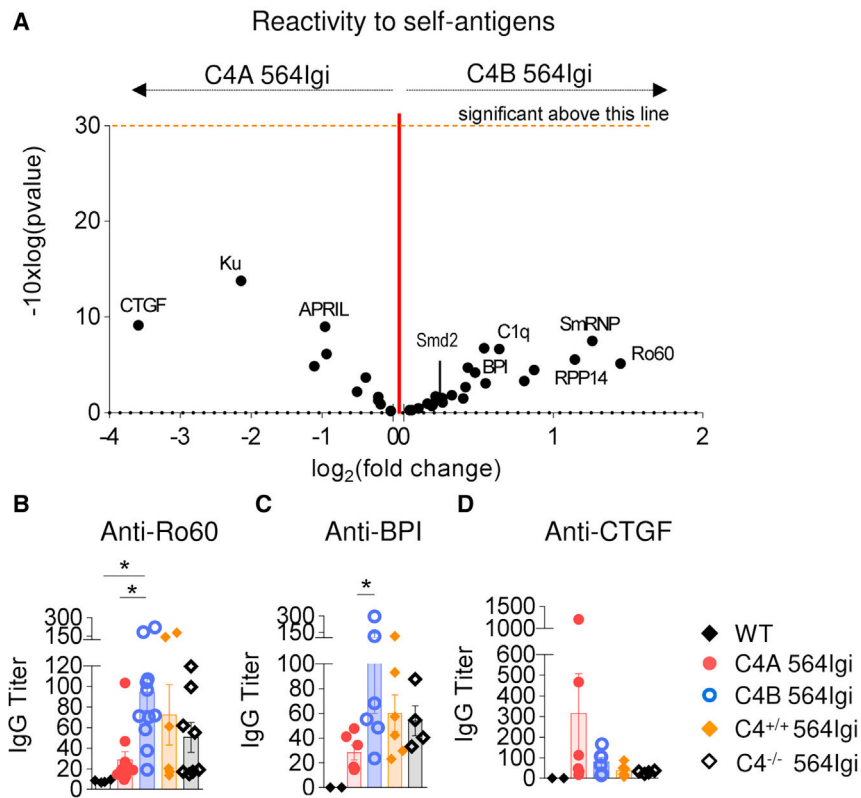 A
Reactivity to self-antigens
C4A 564Igi
C4B 564Igi
significant above this line
-10xlog(pvalue)
30
20
10
0
CTGF
Ku
APRIL
Smd2
C1q
BPI
SmRNP
RPP14
Ro60
-4 -3 -2 -1 0 0 1 2
log2(fold change)
B
Anti-Ro60
*
*
IgG Titer
300
150
120
100
80
60
40
20
0
C
Anti-BPI
*
IgG Titer
300
150
100
80
60
40
20
0
D
Anti-CTGF
IgG Titer
1500
1000
600
500
400
300
200
100
0
WT
C4A 564Igi
C4B 564Igi
C4+/+ 564Igi
C4-/- 564Igi